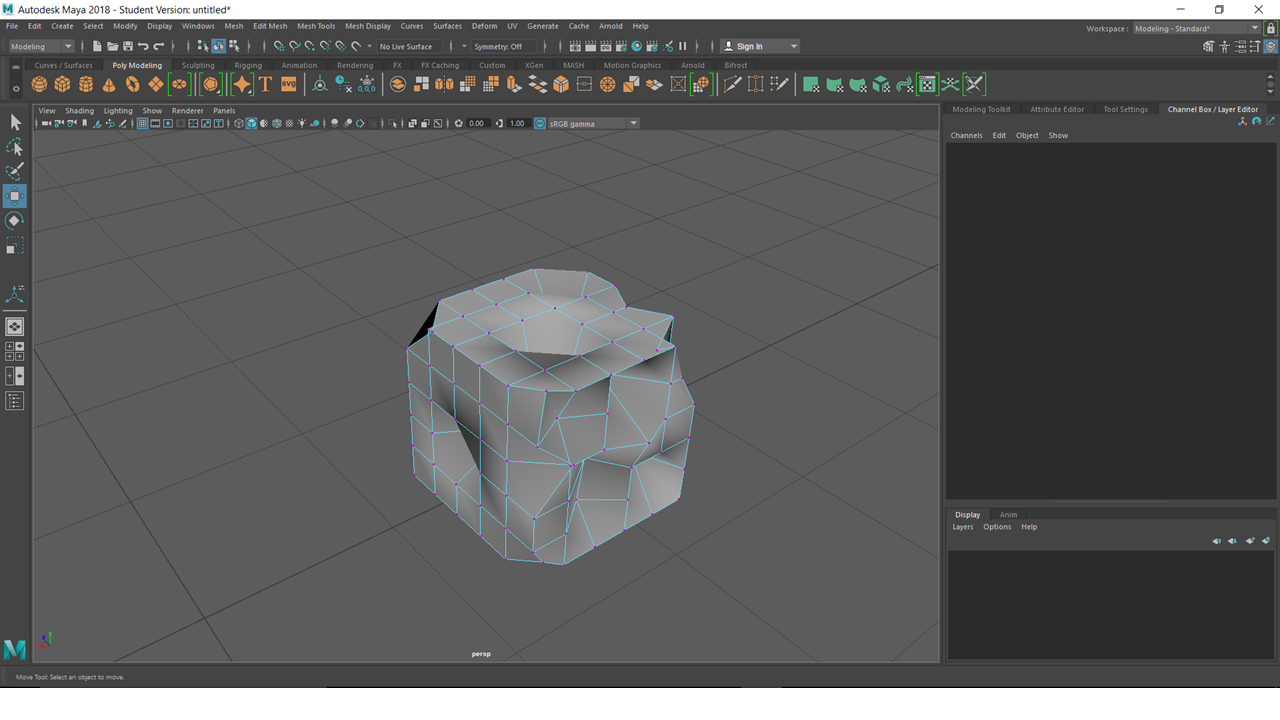 Autodesk Maya 2018 - Student Version: untitled*
File Edit Create Select Modify Display Windows Mesh Edit Mesh Mesh Tools Mesh Display Curves Surfaces Deform UV Generate Cache Arnold Help
Workspace : Modeling - Standard*
Modeling No Live Surface Symmetry: Off Sign In
Curves / Surfaces Poly Modeling Sculpting Rigging Animation Rendering FX FX Caching Custom XGen MASH Motion Graphics Arnold Bifrost
T SVG 0,0,0
View Shading Lighting Show Renderer Panels
0.00 1.00 sRGB gamma
Modeling Toolkit Attribute Editor Tool Settings Channel Box / Layer Editor
Channels Edit Object Show
Display Anim
Layers Options Help
persp
M
Move Tool: Select an object to move.